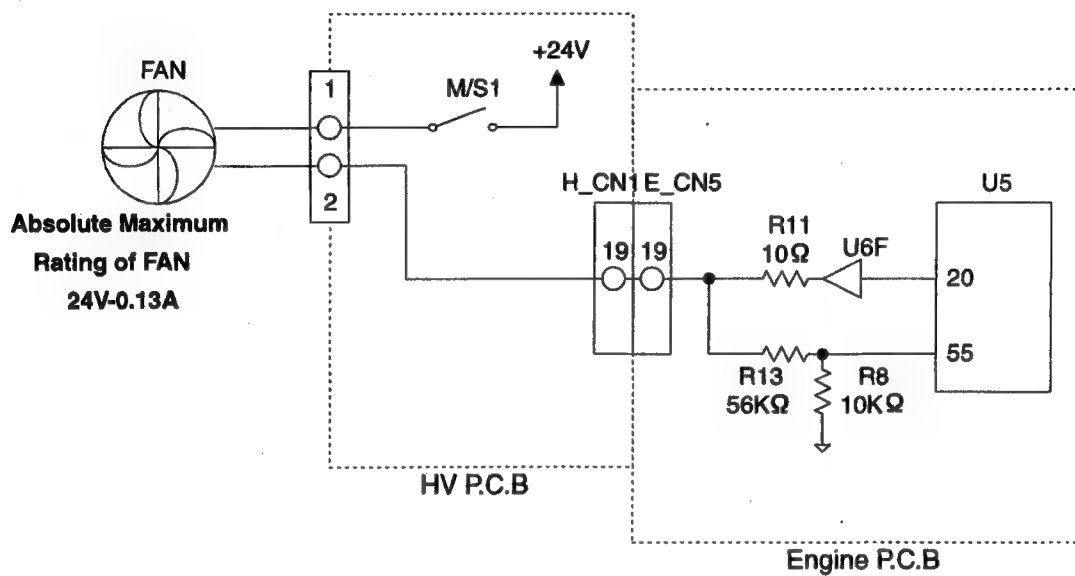 +24V
FAN
1
M/S1
2
Absolute Maximum
Rating of FAN
24V-0.13A
H_CN1
E_CN5
U5
R11
10Ω
U6F
19
19
20
55
R13
56KΩ
R8
10KΩ
HV P.C.B
Engine P.C.B